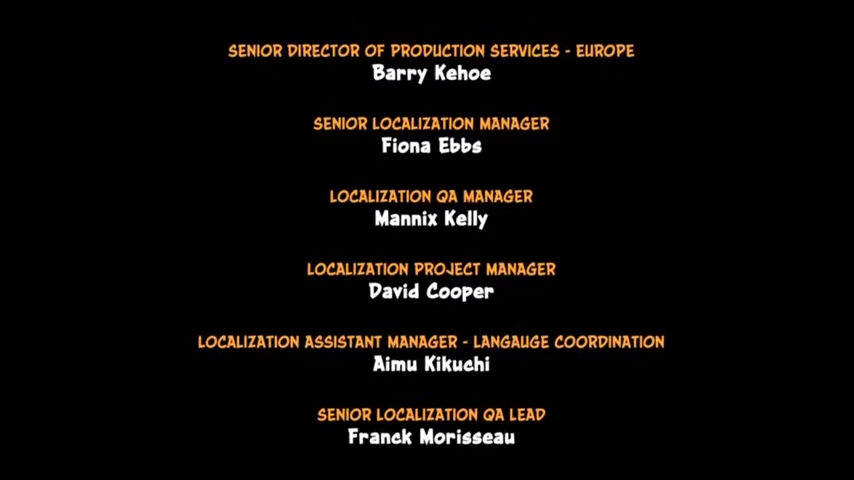 SENIOR DIRECTOR OF PRODUCTION SERVICES - EUROPE
Barry Kehoe
SENIOR LOCALIZATION MANAGER
Fiona Ebbs
LOCALIZATION QA MANAGER
Mannix Kelly
LOCALIZATION PROJECT MANAGER
David Cooper
LOCALIZATION ASSISTANT MANAGER - LANGAUGE COORDINATION
Aimu Kikuchi
SENIOR LOCALIZATION QA LEAD
Franck Morisseau